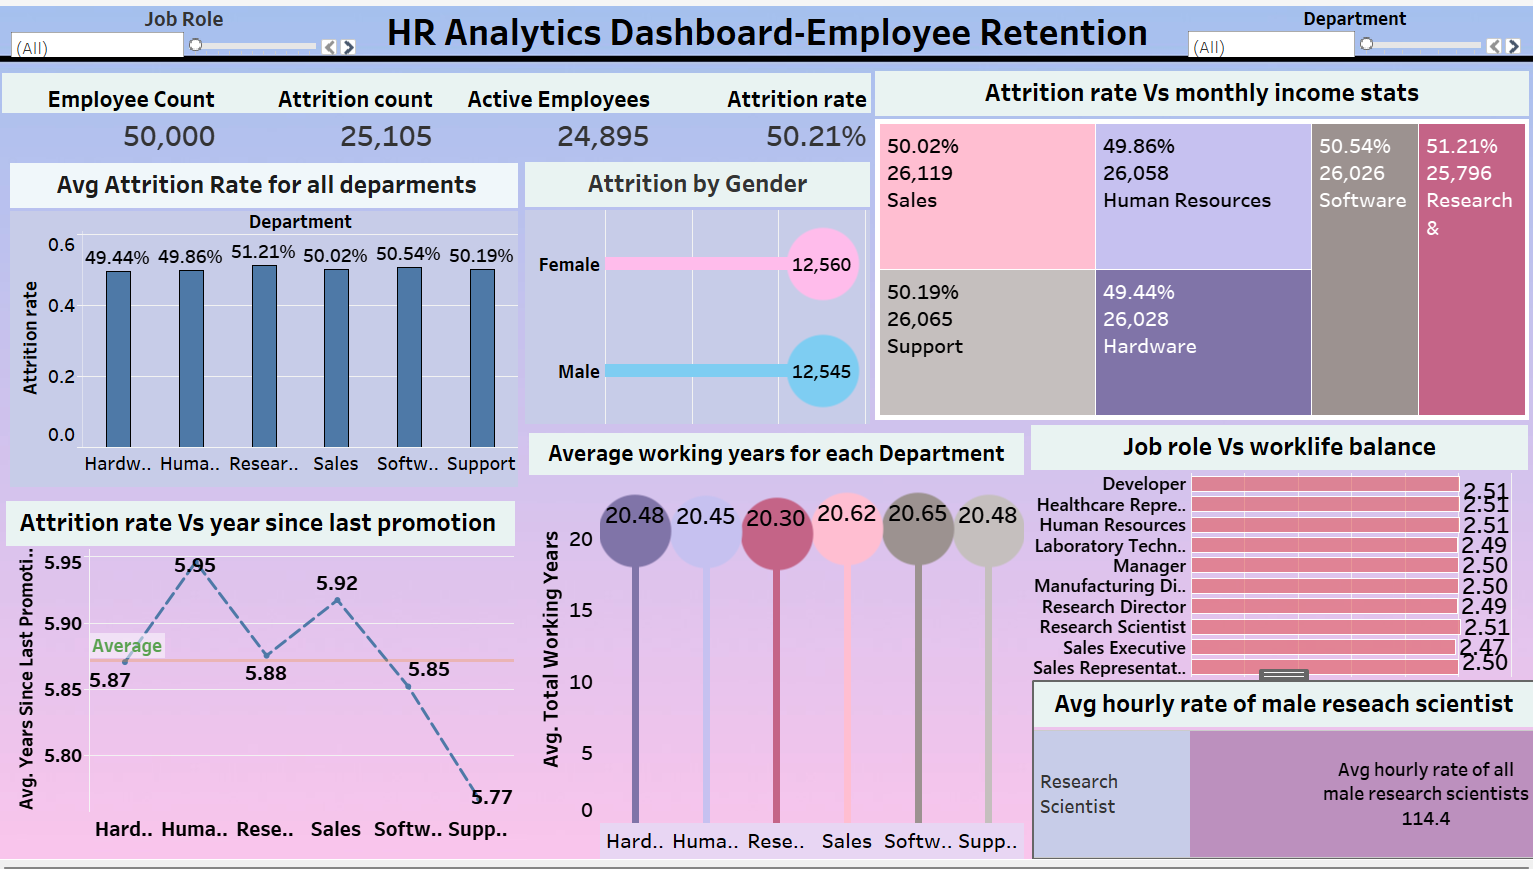 Job Role
(All)
HR Analytics Dashboard-Employee Retention
Department
(All)
Employee Count
Attrition count
Active Employees
Attrition rate
50,000
25,105
24,895
50.21%
Avg Attrition Rate for all deparments
Department
Attrition rate
0.6
0.4
0.2
0.0
49.44%
49.86%
51.21%
50.02%
50.54%
50.19%
Hardw..
Huma..
Resear..
Sales
Softw..
Support
Attrition by Gender
Female
12,560
Male
12,545
Attrition rate Vs monthly income stats
50.02%
26,119
Sales
49.86%
26,058
Human Resources
50.54%
26,026
Software
51.21%
25,796
Research
&
50.19%
26,065
Support
49.44%
26,028
Hardware
Attrition rate Vs year since last promotion
Avg. Years Since Last Promoti..
5.95
5.90
5.85
5.80
Average
5.87
5.95
5.88
5.92
5.85
5.77
Hard..
Huma..
Rese..
Sales
Softw..
Supp..
Average working years for each Department
Avg. Total Working Years
20
15
10
5
0
20.48
20.45
20.30
20.62
20.65
20.48
Hard..
Huma..
Rese..
Sales
Softw..
Supp..
Job role Vs worklife balance
Developer 2.51
Healthcare Repre.. 2.51
Human Resources 2.51
Laboratory Techn.. 2.49
Manager 2.50
Manufacturing Di.. 2.50
Research Director 2.49
Research Scientist 2.51
Sales Executive 2.47
Sales Representat.. 2.50
Avg hourly rate of male reseach scientist
Research
Scientist
Avg hourly rate of all
male research scientists
114.4